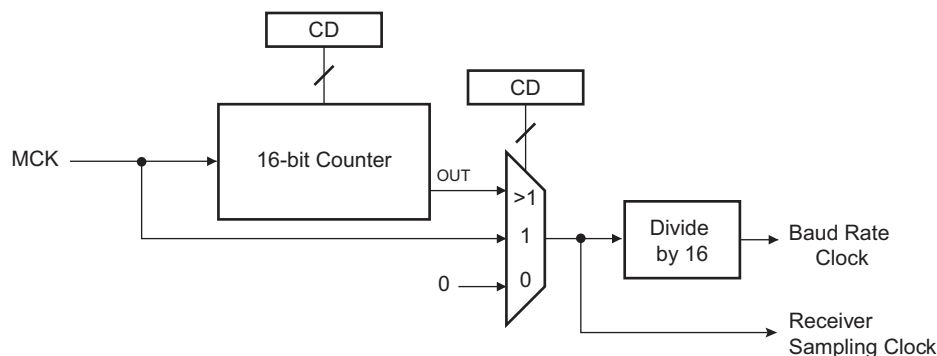 CD
CD
MCK
16-bit Counter
OUT
>1
1
0
0
Divide
by 16
Baud Rate
Clock
Receiver
Sampling Clock